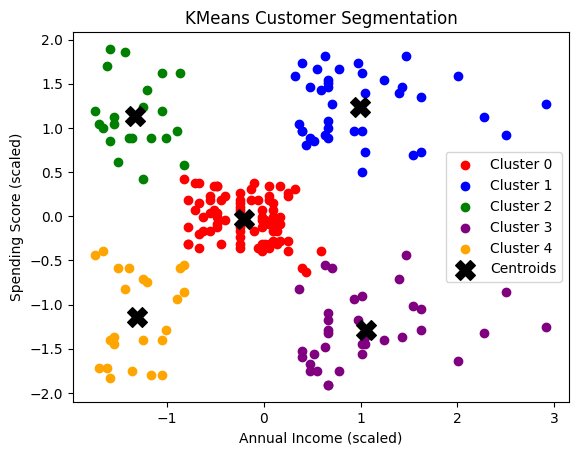 KMeans Customer Segmentation
2.0
1.5
1.0
0.5
0.0
−0.5
−1.0
−1.5
−2.0
Spending Score (scaled)
Cluster 0
Cluster 1
Cluster 2
Cluster 3
Cluster 4
Centroids
−1
0
1
2
3
Annual Income (scaled)